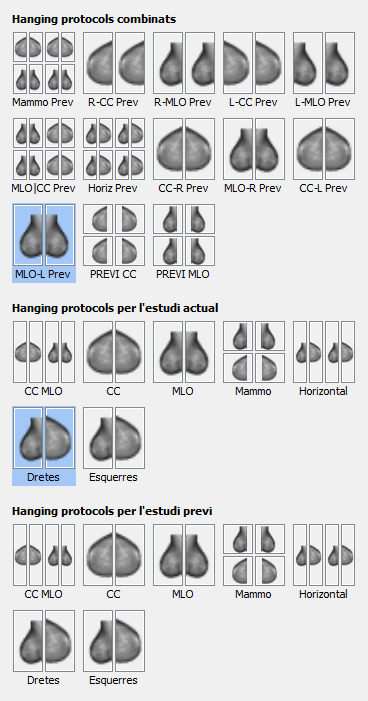 Hanging protocols combinats
Mammo Prev R-CC Prev R-MLO Prev L-CC Prev L-MLO Prev
MLO|CC Prev Horiz Prev CC-R Prev MLO-R Prev CC-L Prev
MLO-L Prev PREVI CC PREVI MLO
Hanging protocols per l'estudi actual
CC MLO CC MLO Mammo Horizontal
Dretes Esquerres
Hanging protocols per l'estudi previ
CC MLO CC MLO Mammo Horizontal
Dretes Esquerres